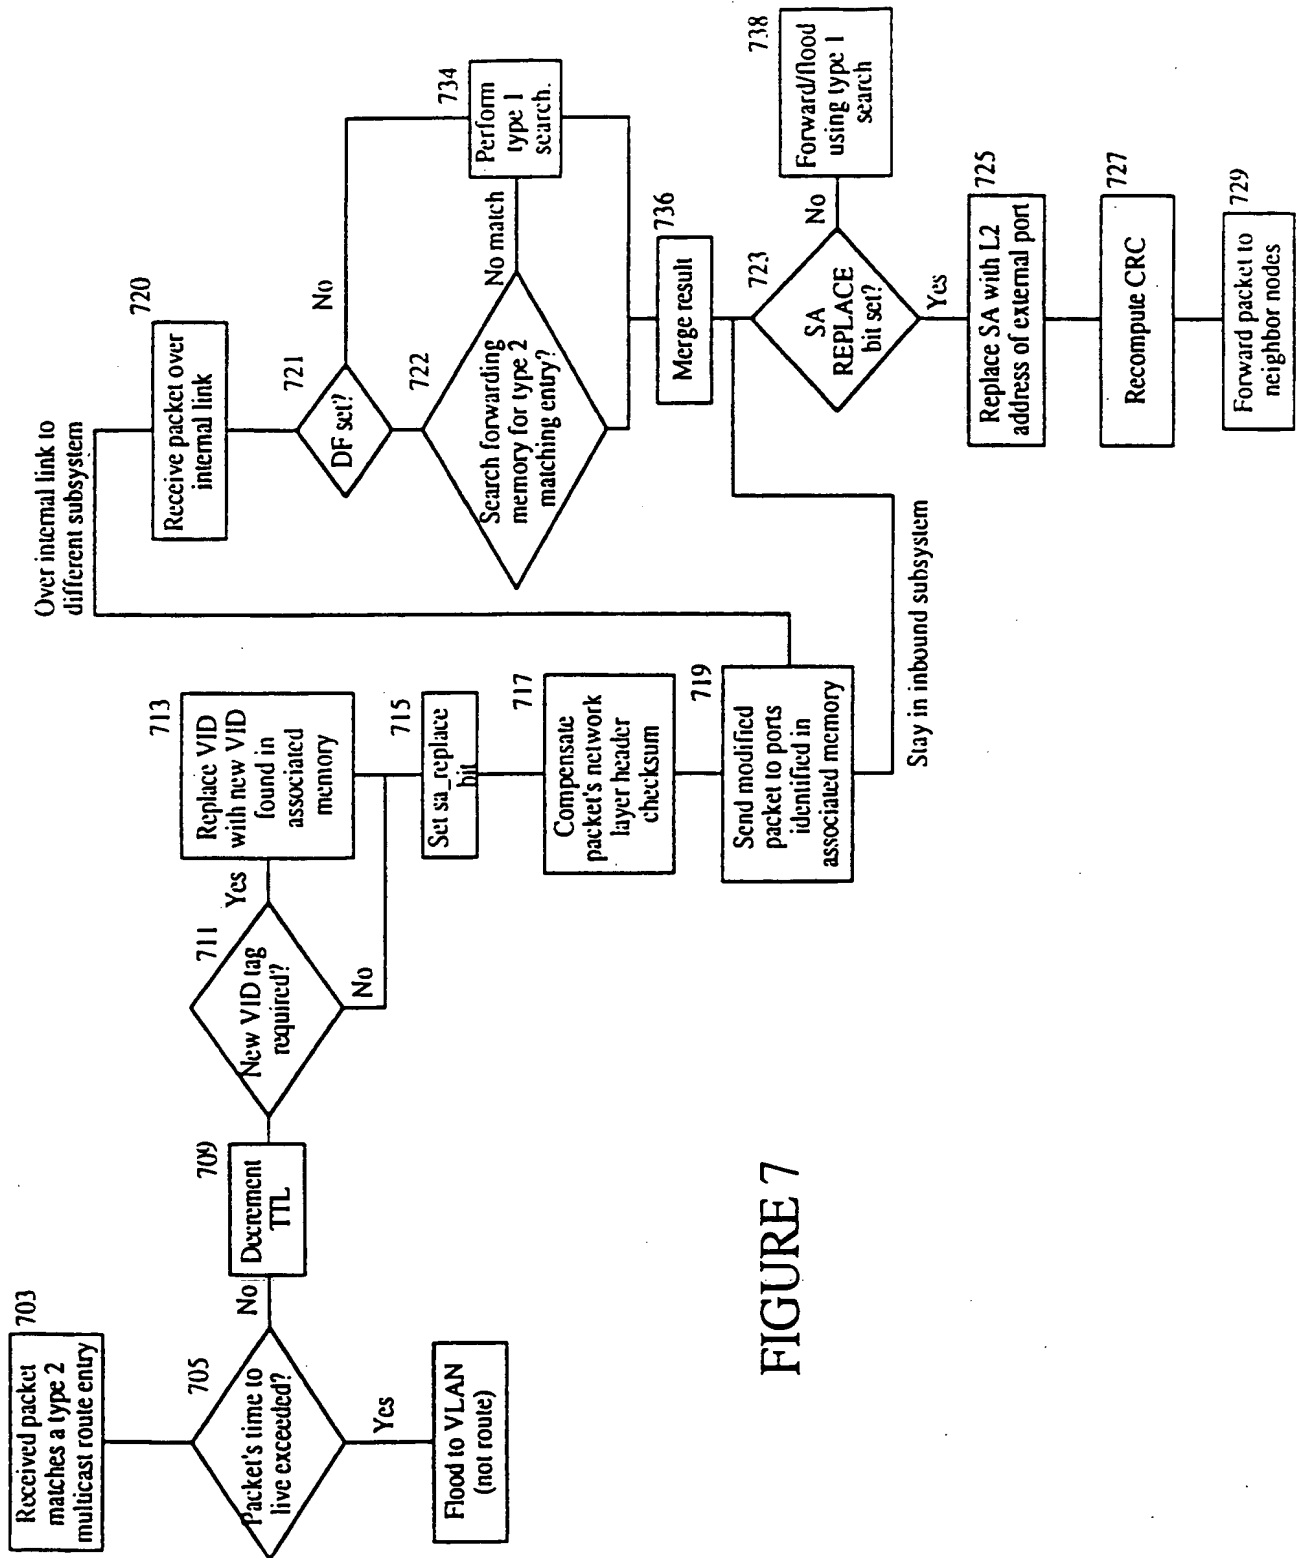 703
Received packet
matches a type 2
multicast route entry
705
Packet's time to
live exceeded?
Yes
Flood to VLAN
(not route)
No
709
Decrement
TTL
711
New VID tag
required?
Yes
No
713
Replace VID
with new VID
found in
associated
memory
715
Set sa_replace
bit
717
Compensate
packet's network
layer header
checksum
719
Send modified
packet to ports
identified in
associated memory
Over internal link to
different subsystem
Stay in inbound subsystem
720
Receive packet over
internal link
721
DF set?
No
722
Search forwarding
memory for type 2
matching entry?
No match
734
Perform
type 1
search.
736
Merge result
723
SA
REPLACE
bit set?
No
738
Forward/flood
using type 1
search
Yes
725
Replace SA with L2
address of external port
727
Recompute CRC
729
Forward packet to
neighbor nodes
FIGURE 7